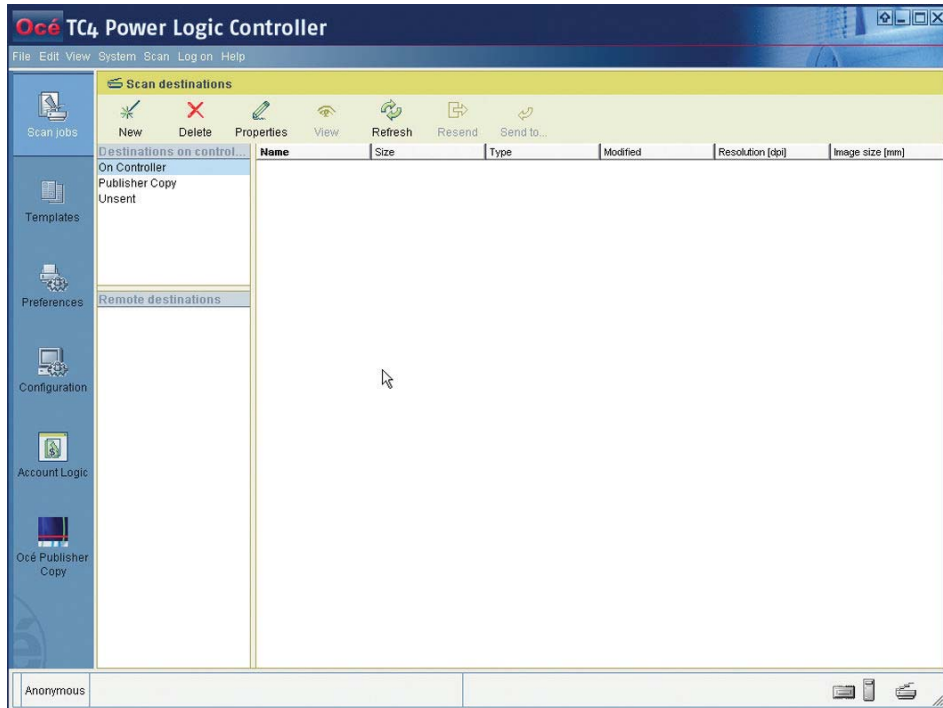 Océ TC4 Power Logic Controller
File Edit View System Scan Log on Help
Scan destinations
Scan jobs
New Delete Properties View Refresh Resend Send to...
Destinations on control...
Name Size Type Modified Resolution [dpi] Image size [mm]
On Controller
Publisher Copy
Unsent
Templates
Preferences
Remote destinations
Configuration
Account Logic
Océ Publisher
Copy
Anonymous